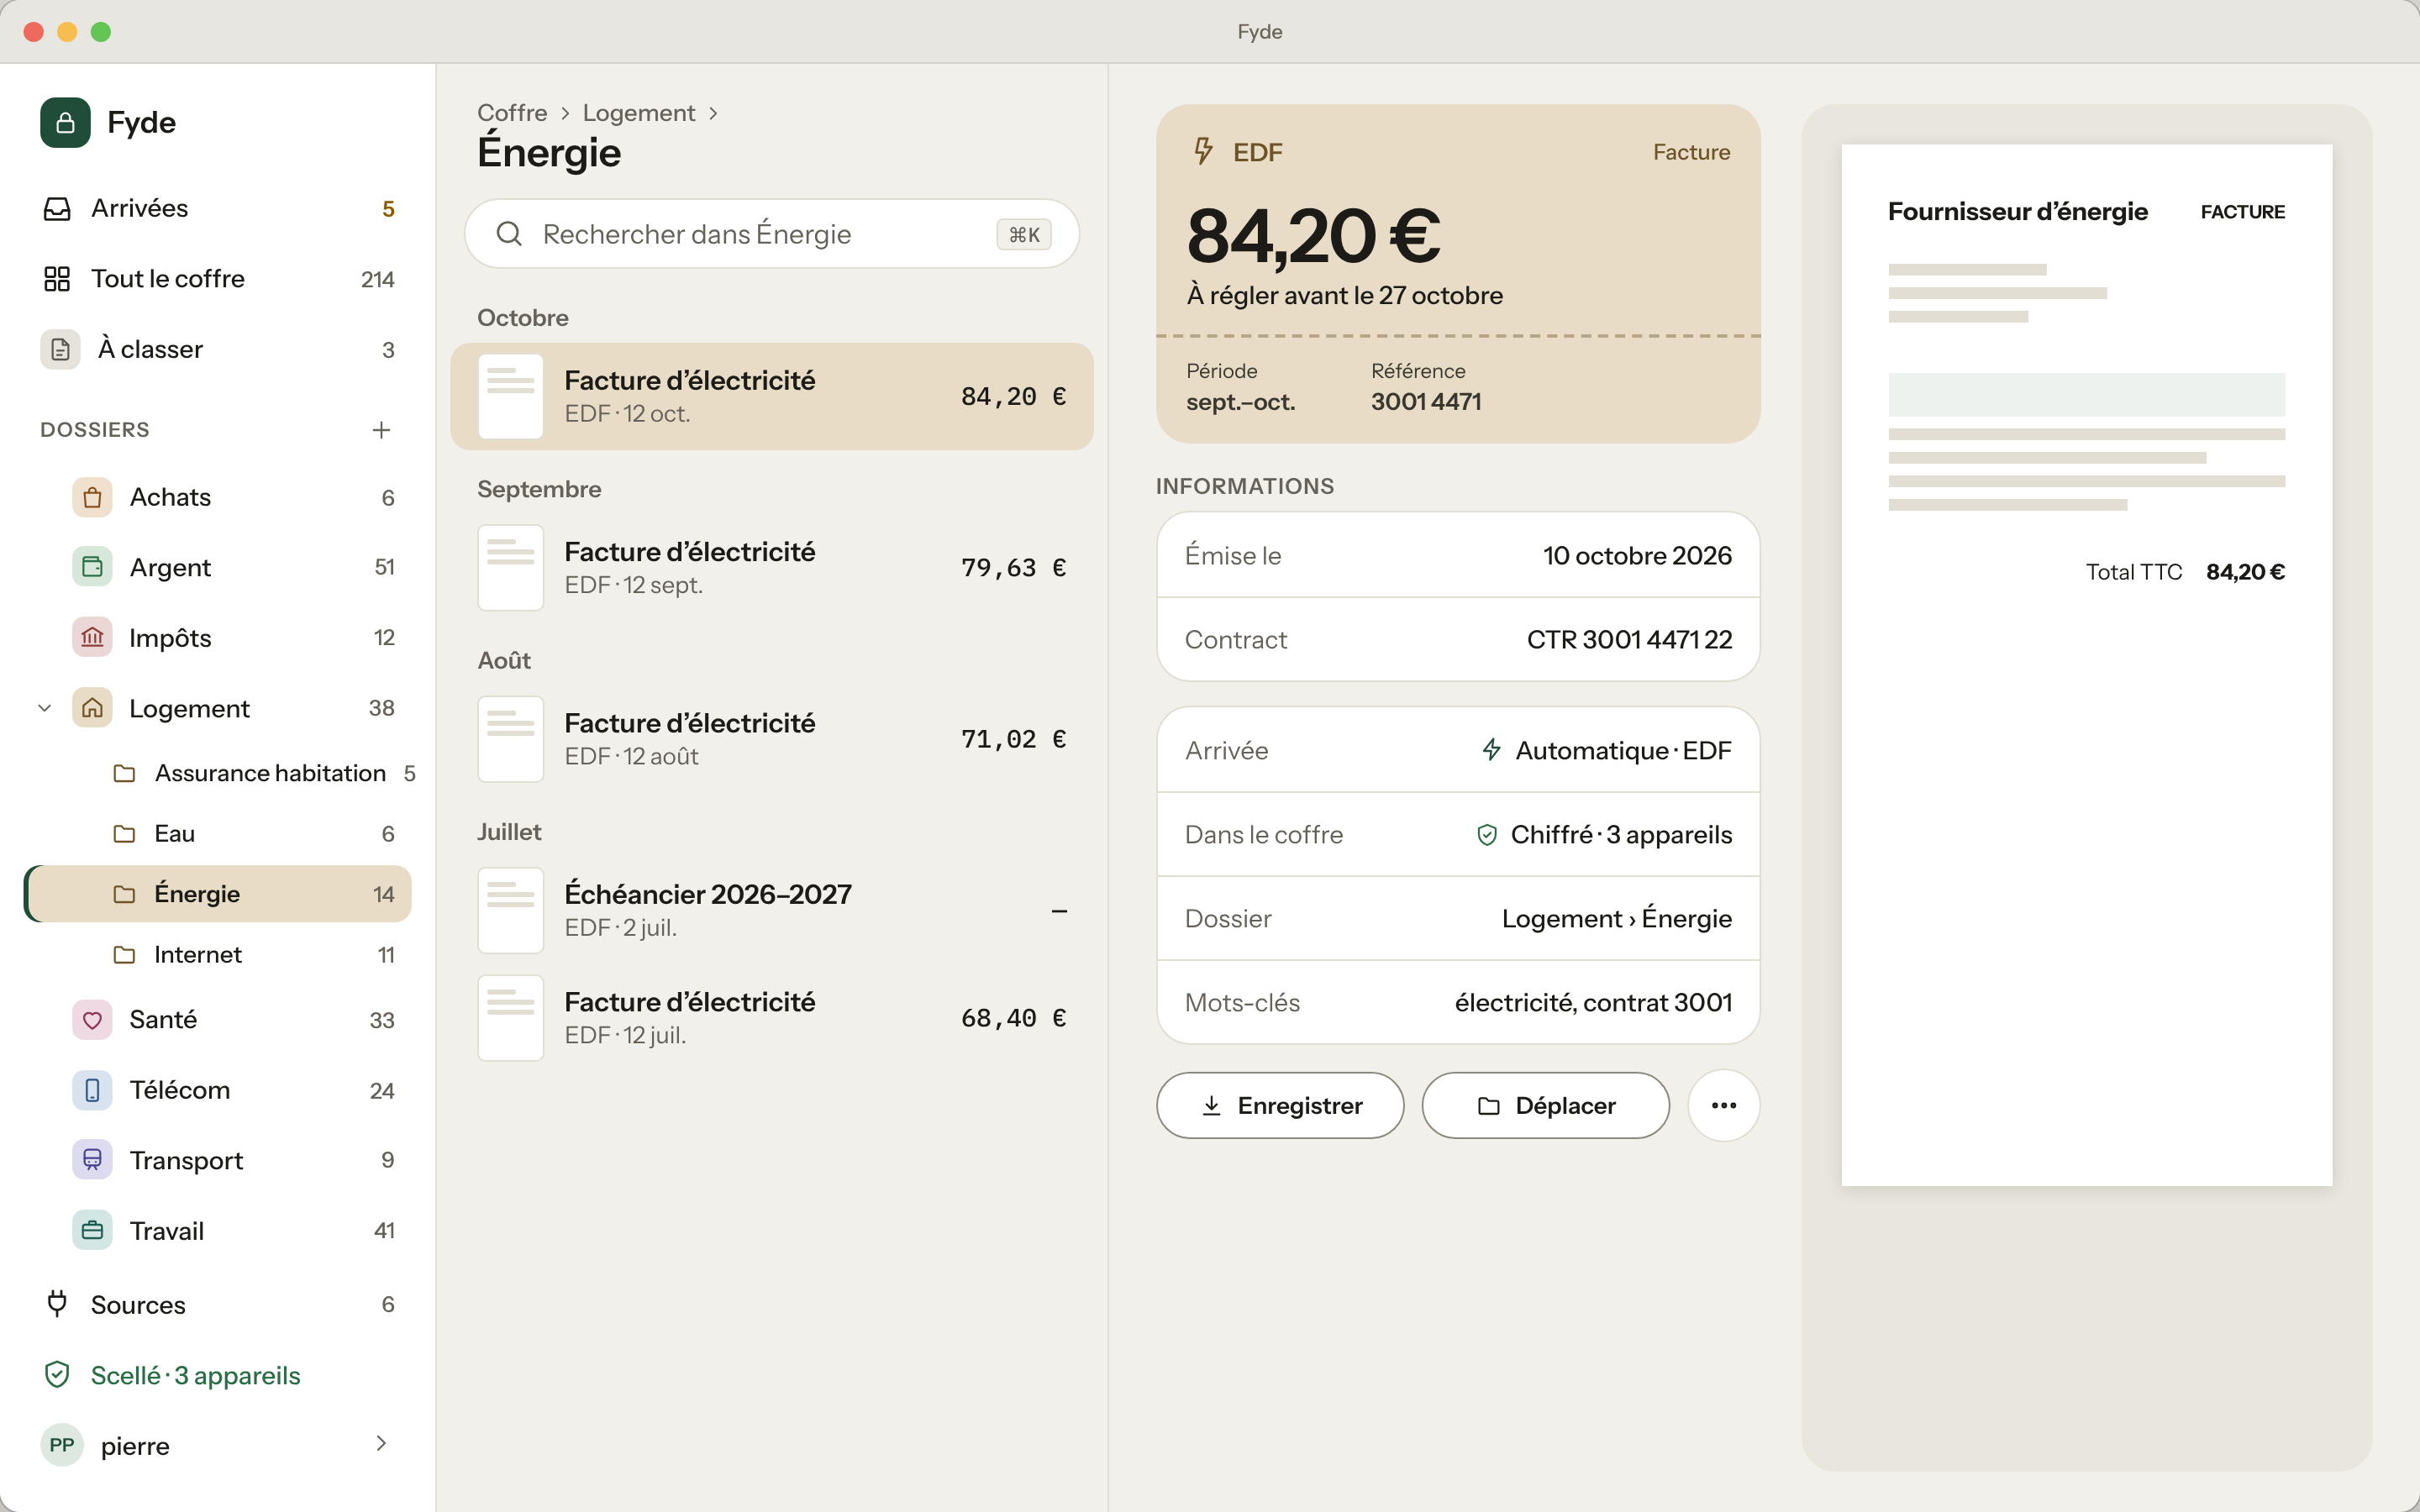 Fyde
Fyde
Arrivées 5
Tout le coffre 214
À classer 3
DOSSIERS
Achats 6
Argent 51
Impôts 12
Logement 38
Assurance habitation 5
Eau 6
Énergie 14
Internet 11
Santé 33
Télécom 24
Transport 9
Travail 41
Sources 6
Scellé · 3 appareils
PP pierre
Coffre › Logement ›
Énergie
Rechercher dans Énergie ⌘K
Octobre
Facture d’électricité
EDF · 12 oct.
84,20 €
Septembre
Facture d’électricité
EDF · 12 sept.
79,63 €
Août
Facture d’électricité
EDF · 12 août
71,02 €
Juillet
Échéancier 2026–2027
EDF · 2 juil.
–
Facture d’électricité
EDF · 12 juil.
68,40 €
EDF Facture
84,20 €
À régler avant le 27 octobre
Période Référence
sept.–oct. 3001 4471
INFORMATIONS
Émise le 10 octobre 2026
Contract CTR 3001 4471 22
Arrivée Automatique · EDF
Dans le coffre Chiffré · 3 appareils
Dossier Logement › Énergie
Mots-clés électricité, contrat 3001
Enregistrer Déplacer
Fournisseur d’énergie FACTURE
Total TTC 84,20 €